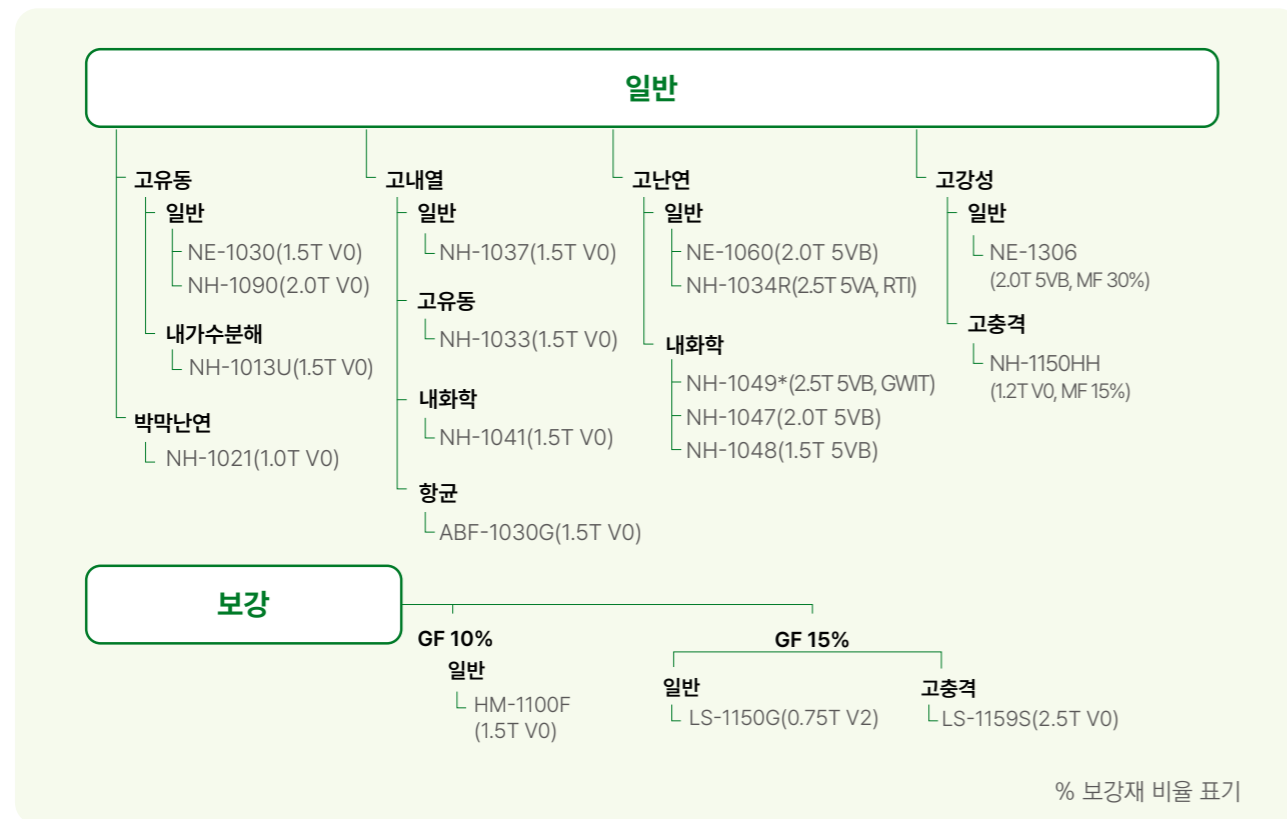 일반
고유동
일반
NE-1030(1.5T V0)
NH-1090(2.0T V0)
내가수분해
NH-1013U(1.5T V0)
박막난연
NH-1021(1.0T V0)
고내열
일반
NH-1037(1.5T V0)
고유동
NH-1033(1.5T V0)
내화학
NH-1041(1.5T V0)
항균
ABF-1030G(1.5T V0)
고난연
일반
NE-1060(2.0T 5VB)
NH-1034R(2.5T 5VA, RTI)
내화학
NH-1049*(2.5T 5VB, GWIT)
NH-1047(2.0T 5VB)
NH-1048(1.5T 5VB)
고강성
일반
NE-1306
(2.0T 5VB, MF 30%)
고충격
NH-1150HH
(1.2T V0, MF 15%)
보강
GF 10%
일반
HM-1100F
(1.5T V0)
GF 15%
일반
LS-1150G(0.75T V2)
고충격
LS-1159S(2.5T V0)
% 보강재 비율 표기